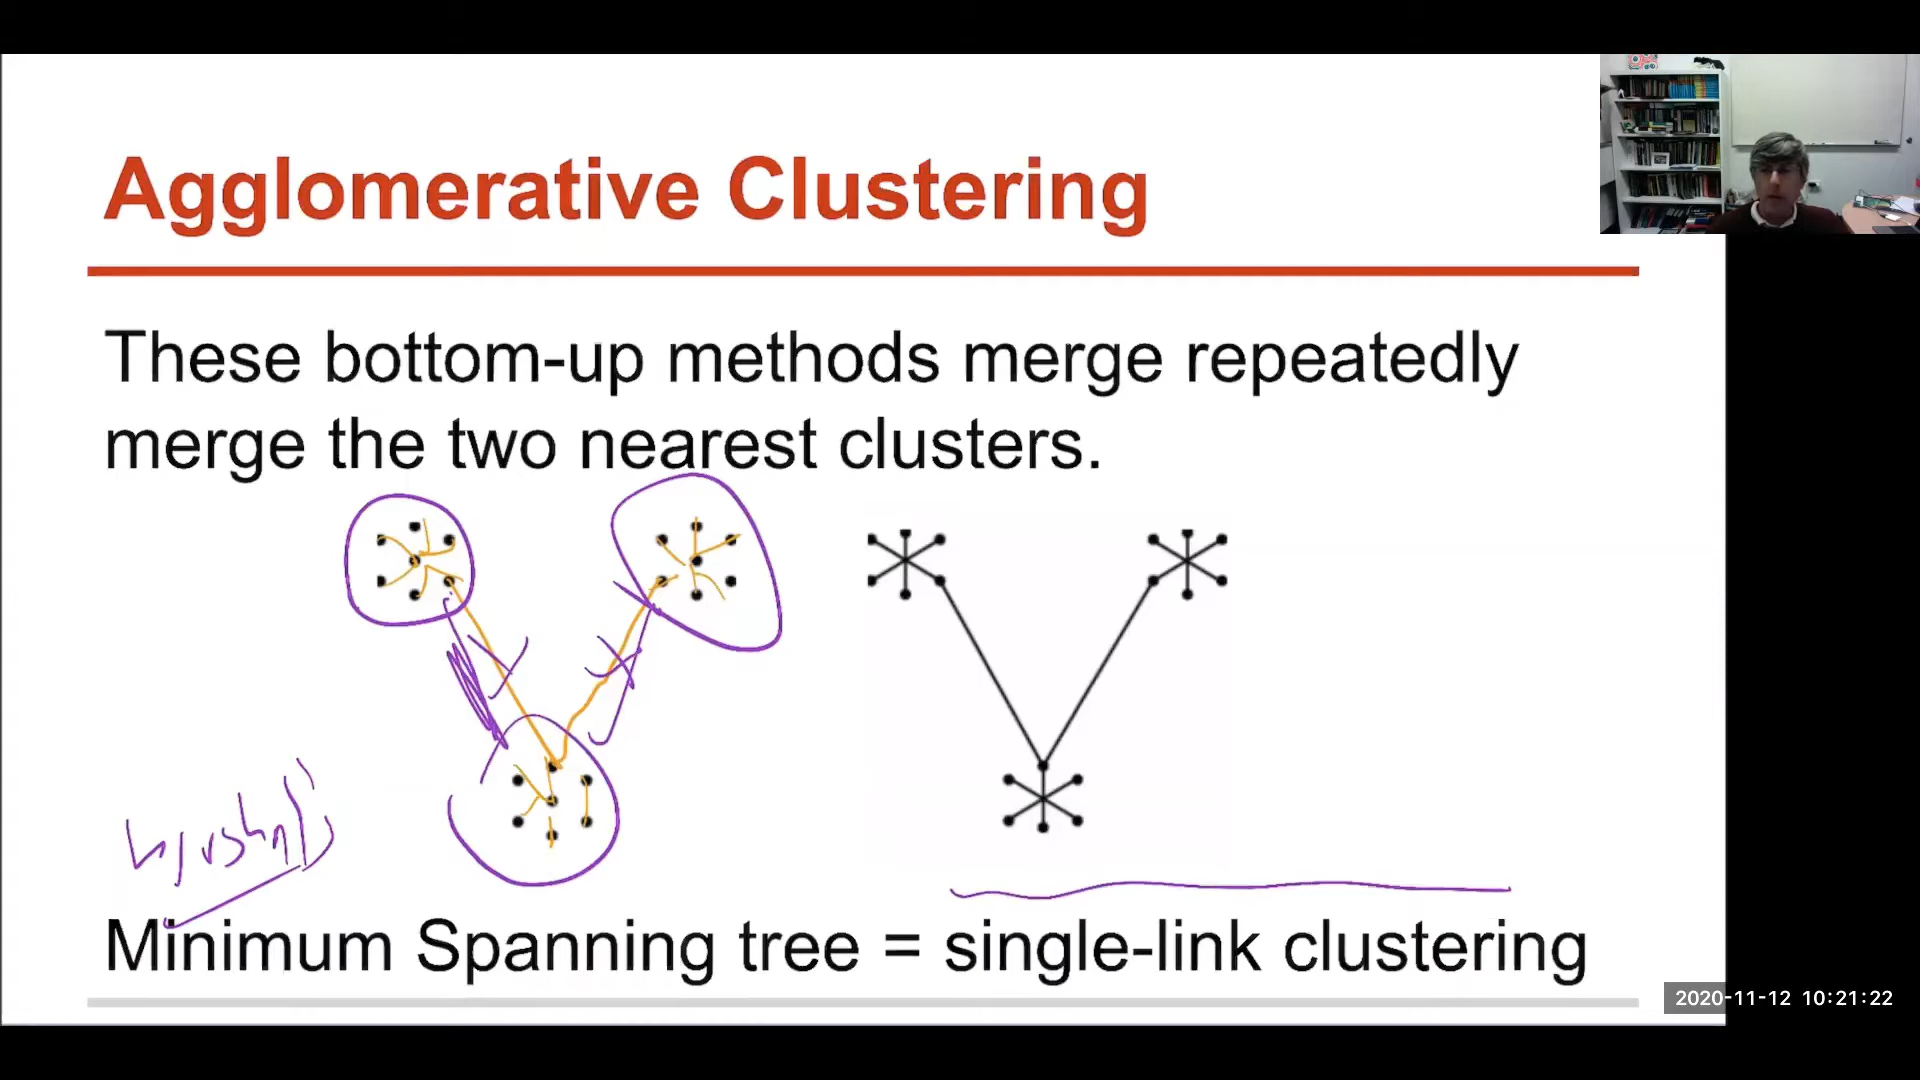 Agglomerative Clustering
These bottom-up methods merge repeatedly
merge the two nearest clusters.
Minimum Spanning tree = single-link clustering
2020-11-12 10:21:22